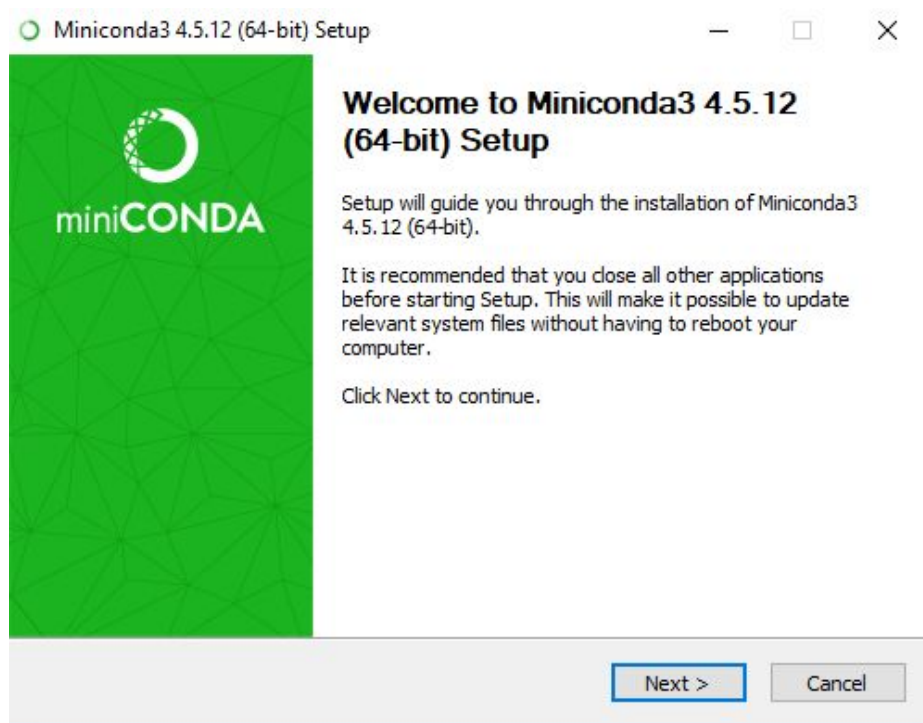 Miniconda3 4.5.12 (64-bit) Setup
miniCONDA
Welcome to Miniconda3 4.5.12
(64-bit) Setup
Setup will guide you through the installation of Miniconda3
4.5.12 (64-bit).
It is recommended that you close all other applications
before starting Setup. This will make it possible to update
relevant system files without having to reboot your
computer.
Click Next to continue.
Next >
Cancel